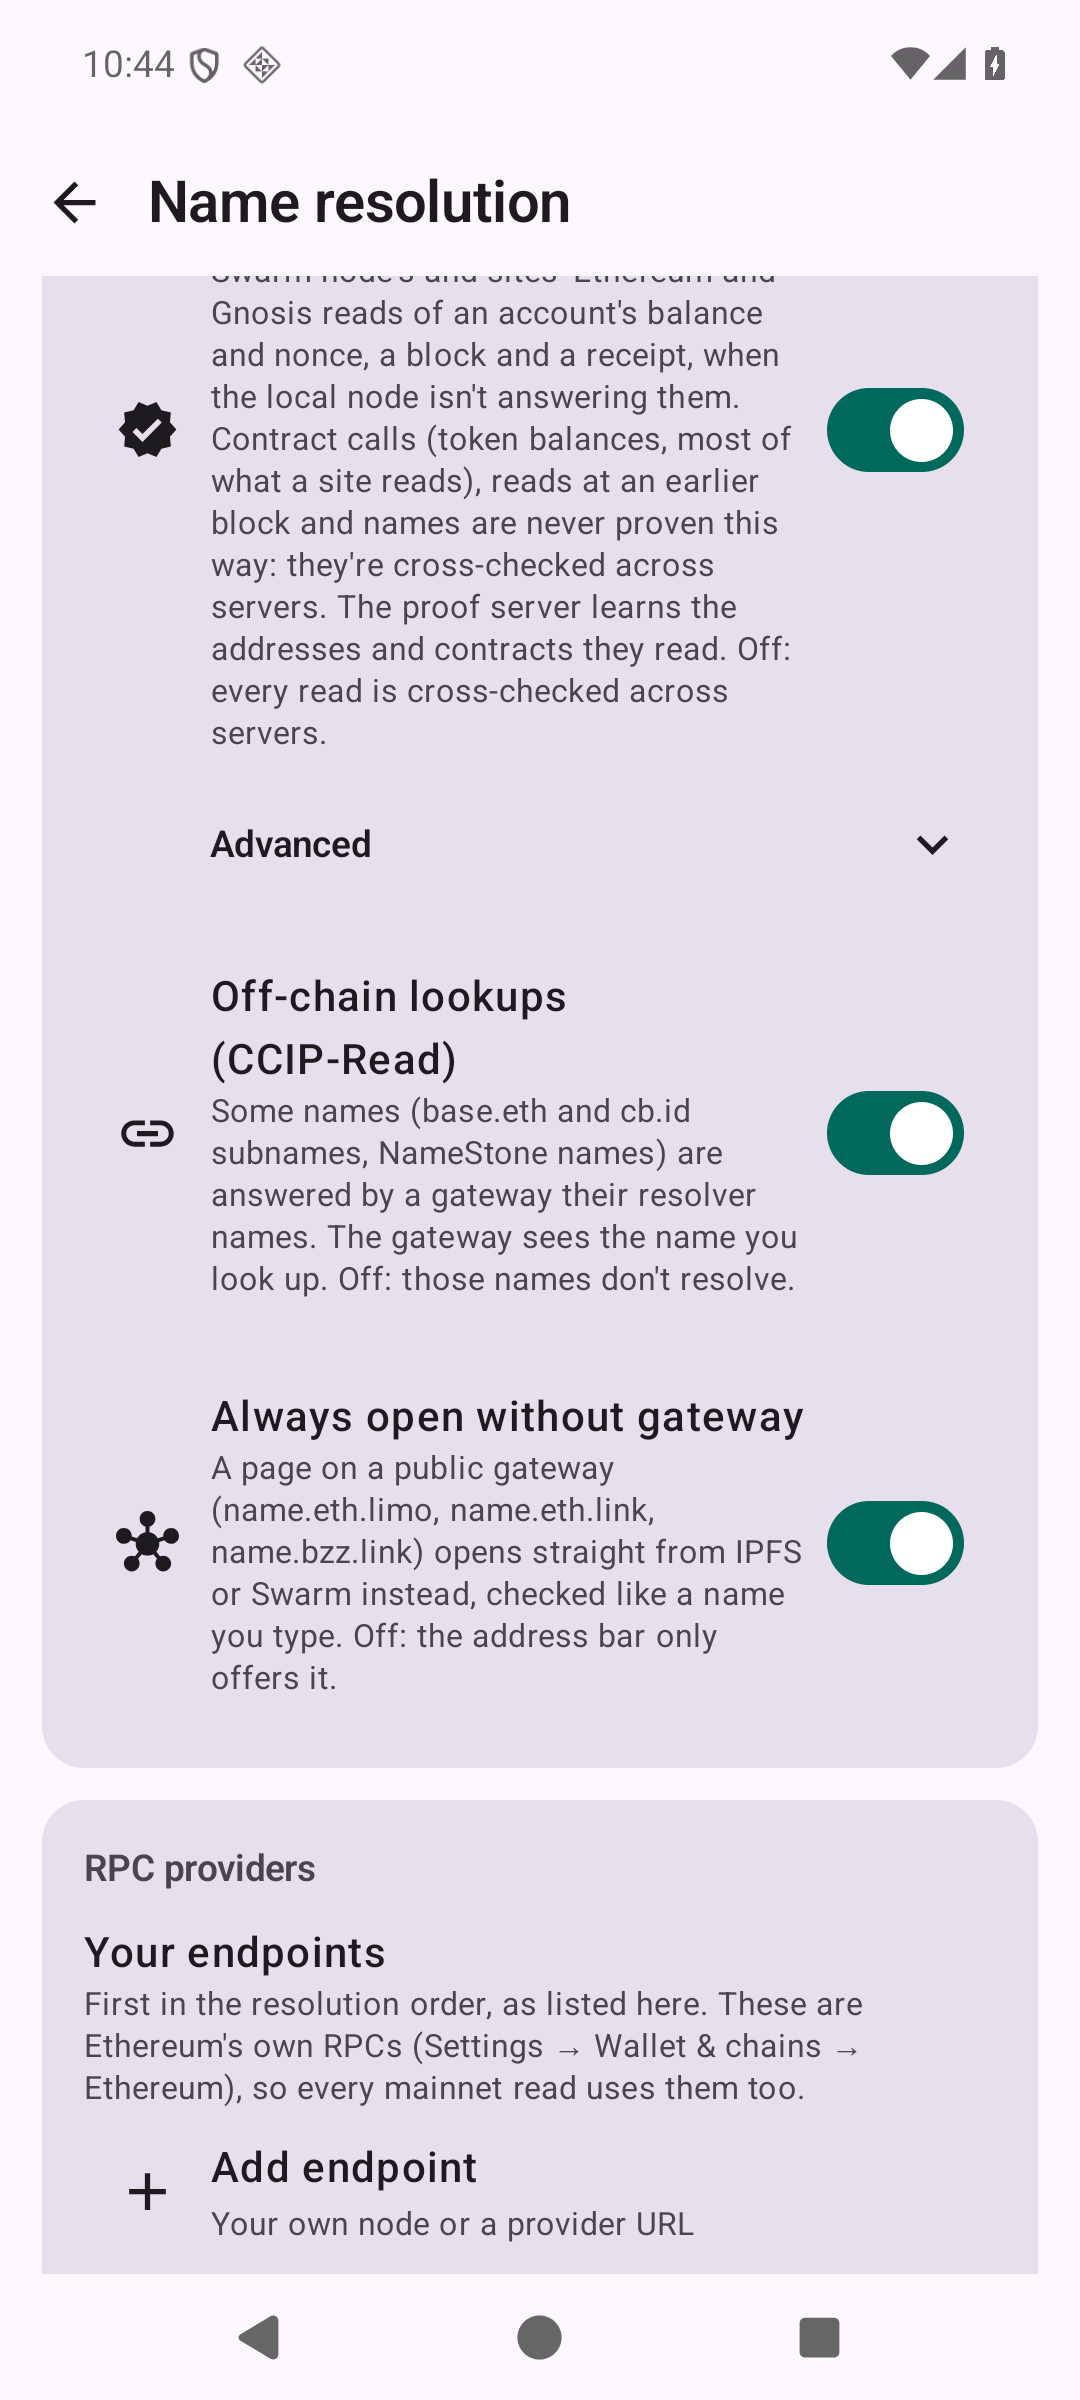 10:44
Name resolution
Swarm node's and sites' Ethereum and
Gnosis reads of an account's balance
and nonce, a block and a receipt, when
the local node isn't answering them.
Contract calls (token balances, most of
what a site reads), reads at an earlier
block and names are never proven this
way: they're cross-checked across
servers. The proof server learns the
addresses and contracts they read. Off:
every read is cross-checked across
servers.
Advanced
Off-chain lookups
(CCIP-Read)
Some names (base.eth and cb.id
subnames, NameStone names) are
answered by a gateway their resolver
names. The gateway sees the name you
look up. Off: those names don't resolve.
Always open without gateway
A page on a public gateway
(name.eth.limo, name.eth.link,
name.bzz.link) opens straight from IPFS
or Swarm instead, checked like a name
you type. Off: the address bar only
offers it.
RPC providers
Your endpoints
First in the resolution order, as listed here. These are
Ethereum's own RPCs (Settings → Wallet & chains →
Ethereum), so every mainnet read uses them too.
Add endpoint
Your own node or a provider URL